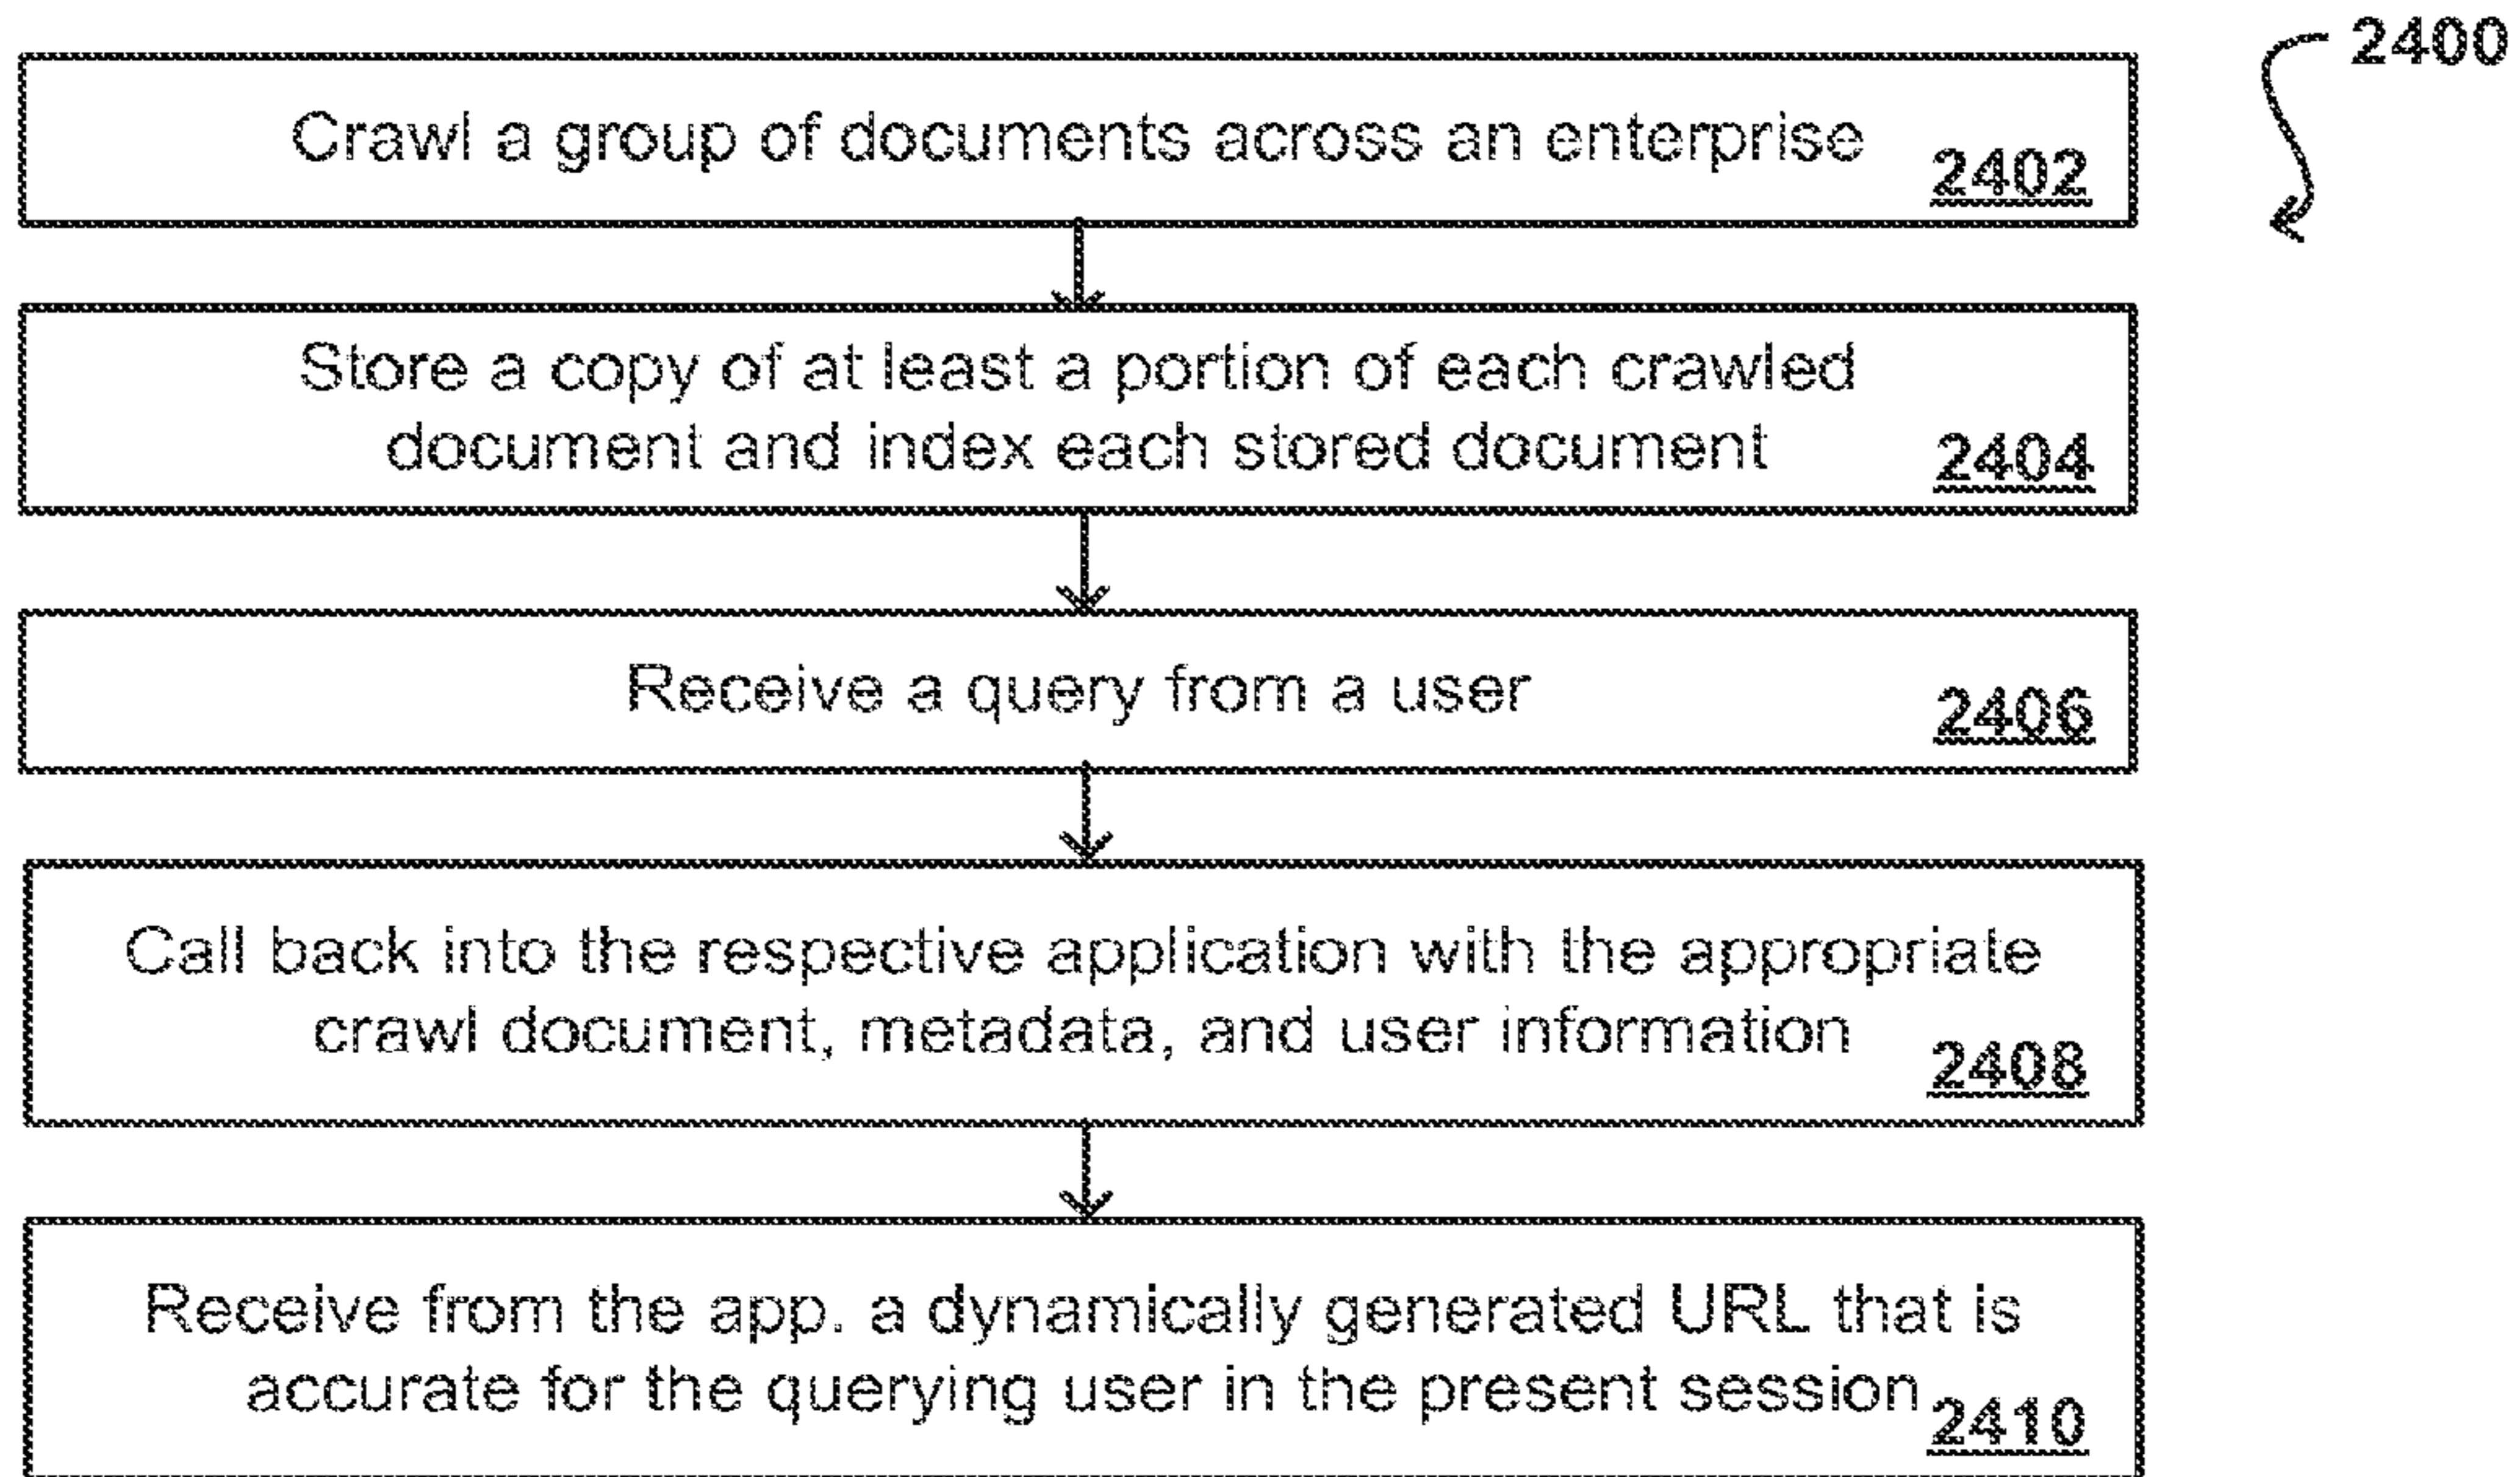 2400
Crawl a group of documents across an enterprise
2402
Store a copy of at least a portion of each crawled
document and index each stored document
2404
Receive a query from a user
2406
Call back into the respective application with the appropriate
crawl document, metadata, and user information
2408
Receive from the app. a dynamically generated URL that is
accurate for the querying user in the present session
2410